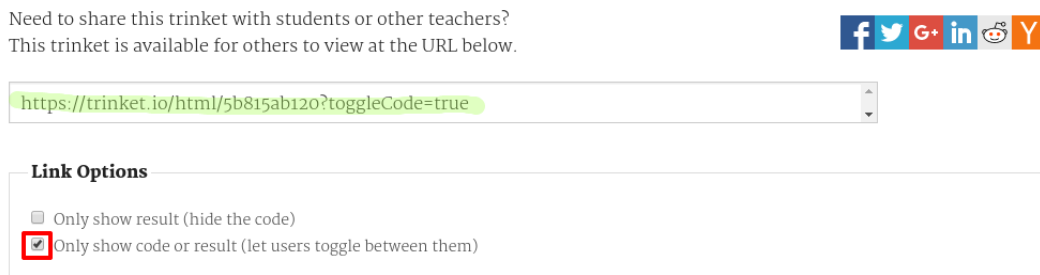 Need to share this trinket with students or other teachers?
This trinket is available for others to view at the URL below.
f G+ in Y
https://trinket.io/html/5b815ab120?toggleCode=true
Link Options
Only show result (hide the code)
Only show code or result (let users toggle between them)